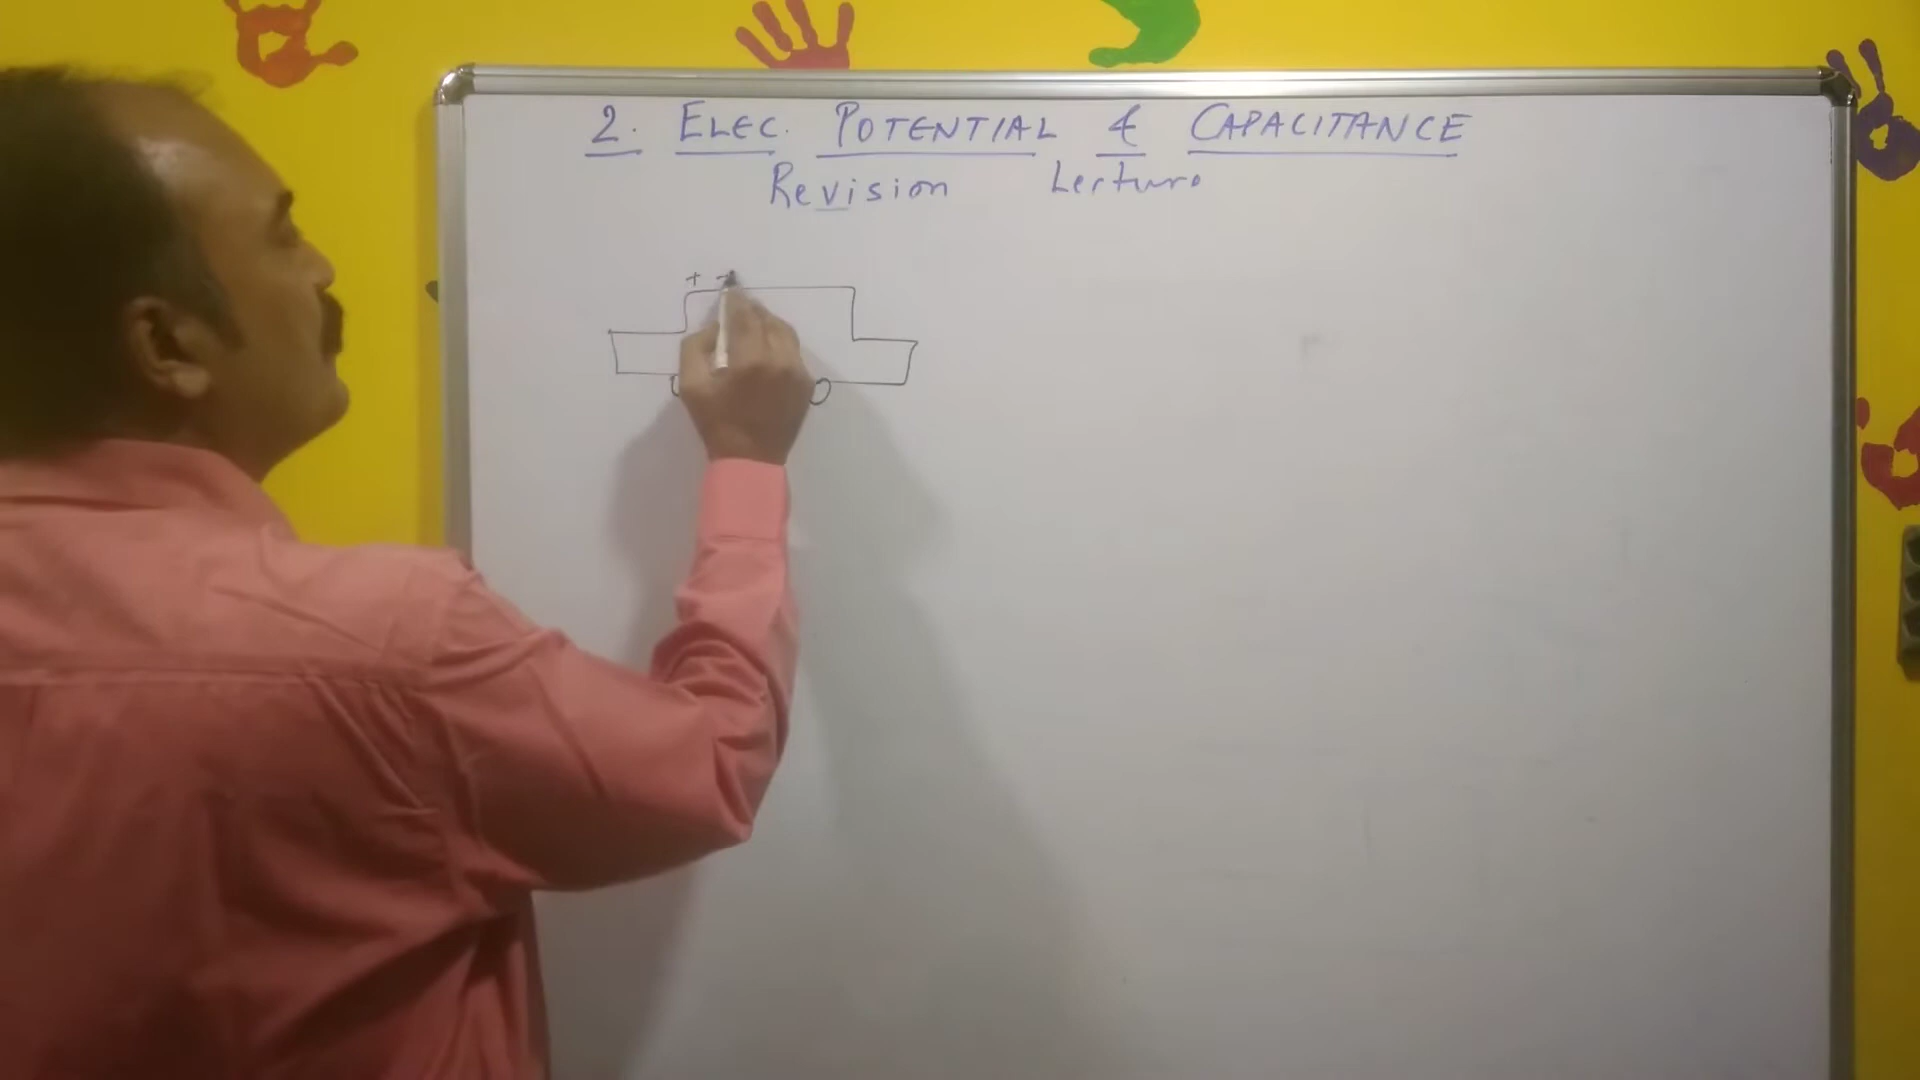 2. ELEC. POTENTIAL & CAPACITANCE
Revision Lecture
+ +